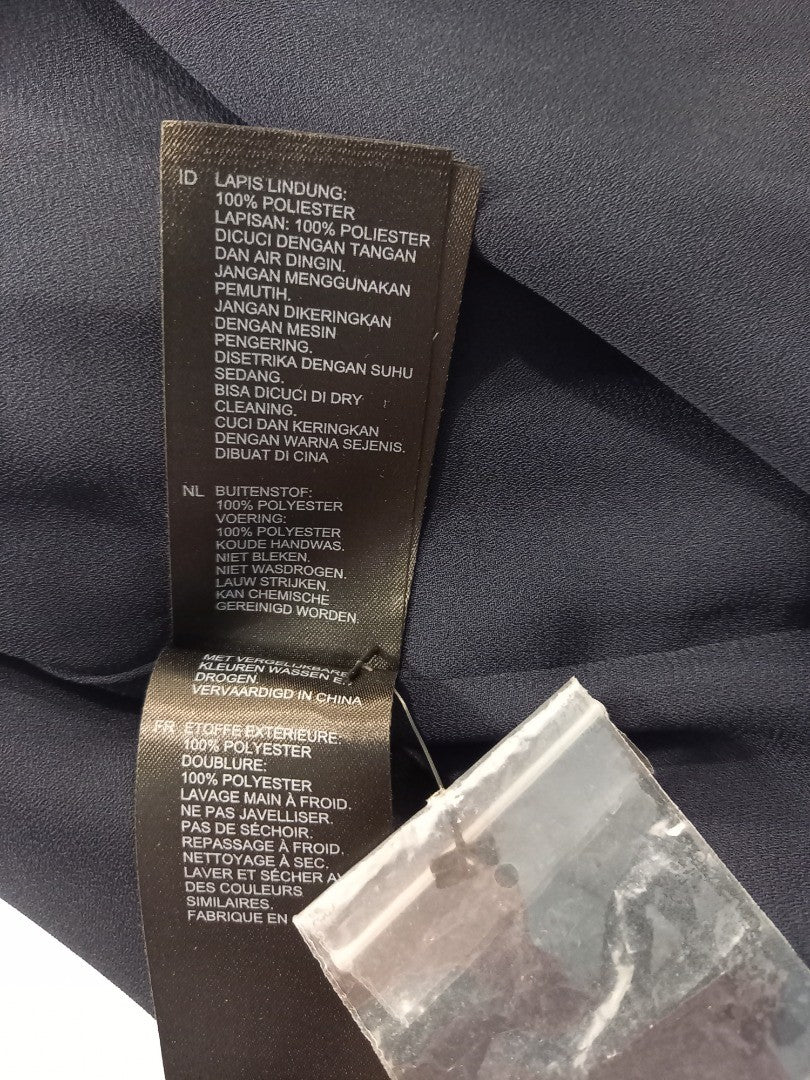 ID LAPIS LINDUNG:
100% POLIESTER
LAPISAN: 100% POLIESTER
DICUCI DENGAN TANGAN
DAN AIR DINGIN.
JANGAN MENGGUNAKAN
PEMUTIH.
JANGAN DIKERINGKAN
DENGAN MESIN
PENGERING.
DISETRIKA DENGAN SUHU
SEDANG.
BISA DICUCI DI DRY
CLEANING.
CUCI DAN KERINGKAN
DENGAN WARNA SEJENIS.
DIBUAT DI CINA
NL BUITENSTOF:
100% POLYESTER
VOERING:
100% POLYESTER
KOUDE HANDWAS.
NIET BLEKEN.
NIET WASDROGEN.
LAUW STRIJKEN.
KAN CHEMISCHE
GEREINIGD WORDEN.
MET VERGELIJKBARE
KLEUREN WASSEN
DROGEN
VERVAARDIGD IN CHINA
FR ETOFFE EXTÉRIEURE:
100% POLYESTER
DOUBLURE:
100% POLYESTER
LAVAGE MAIN À FROID.
NE PAS JAVELLISER.
PAS DE SÉCHOIR.
REPASSAGE À FROID.
NETTOYAGE À SEC.
LAVER ET SÉCHER
DES COULEURS
SIMILAIRES.
FABRIQUE EN